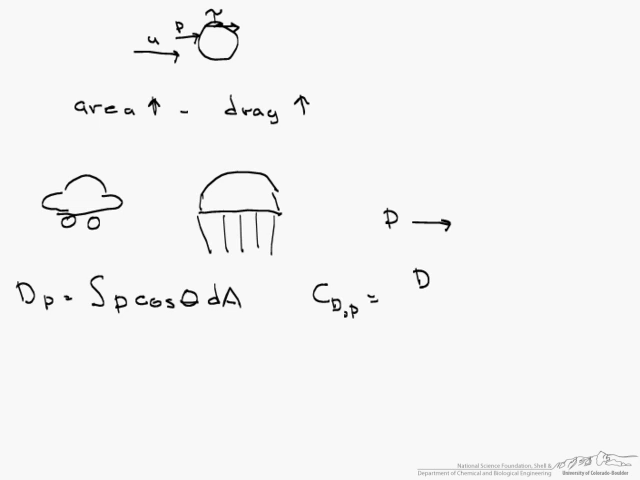 τ
u p
area ↑ - drag ↑
P →
Dp = ∫ p cos θ dA
C_{D,p} = D
National Science Foundation, Shell &
Department of Chemical and Biological Engineering
University of Colorado-Boulder